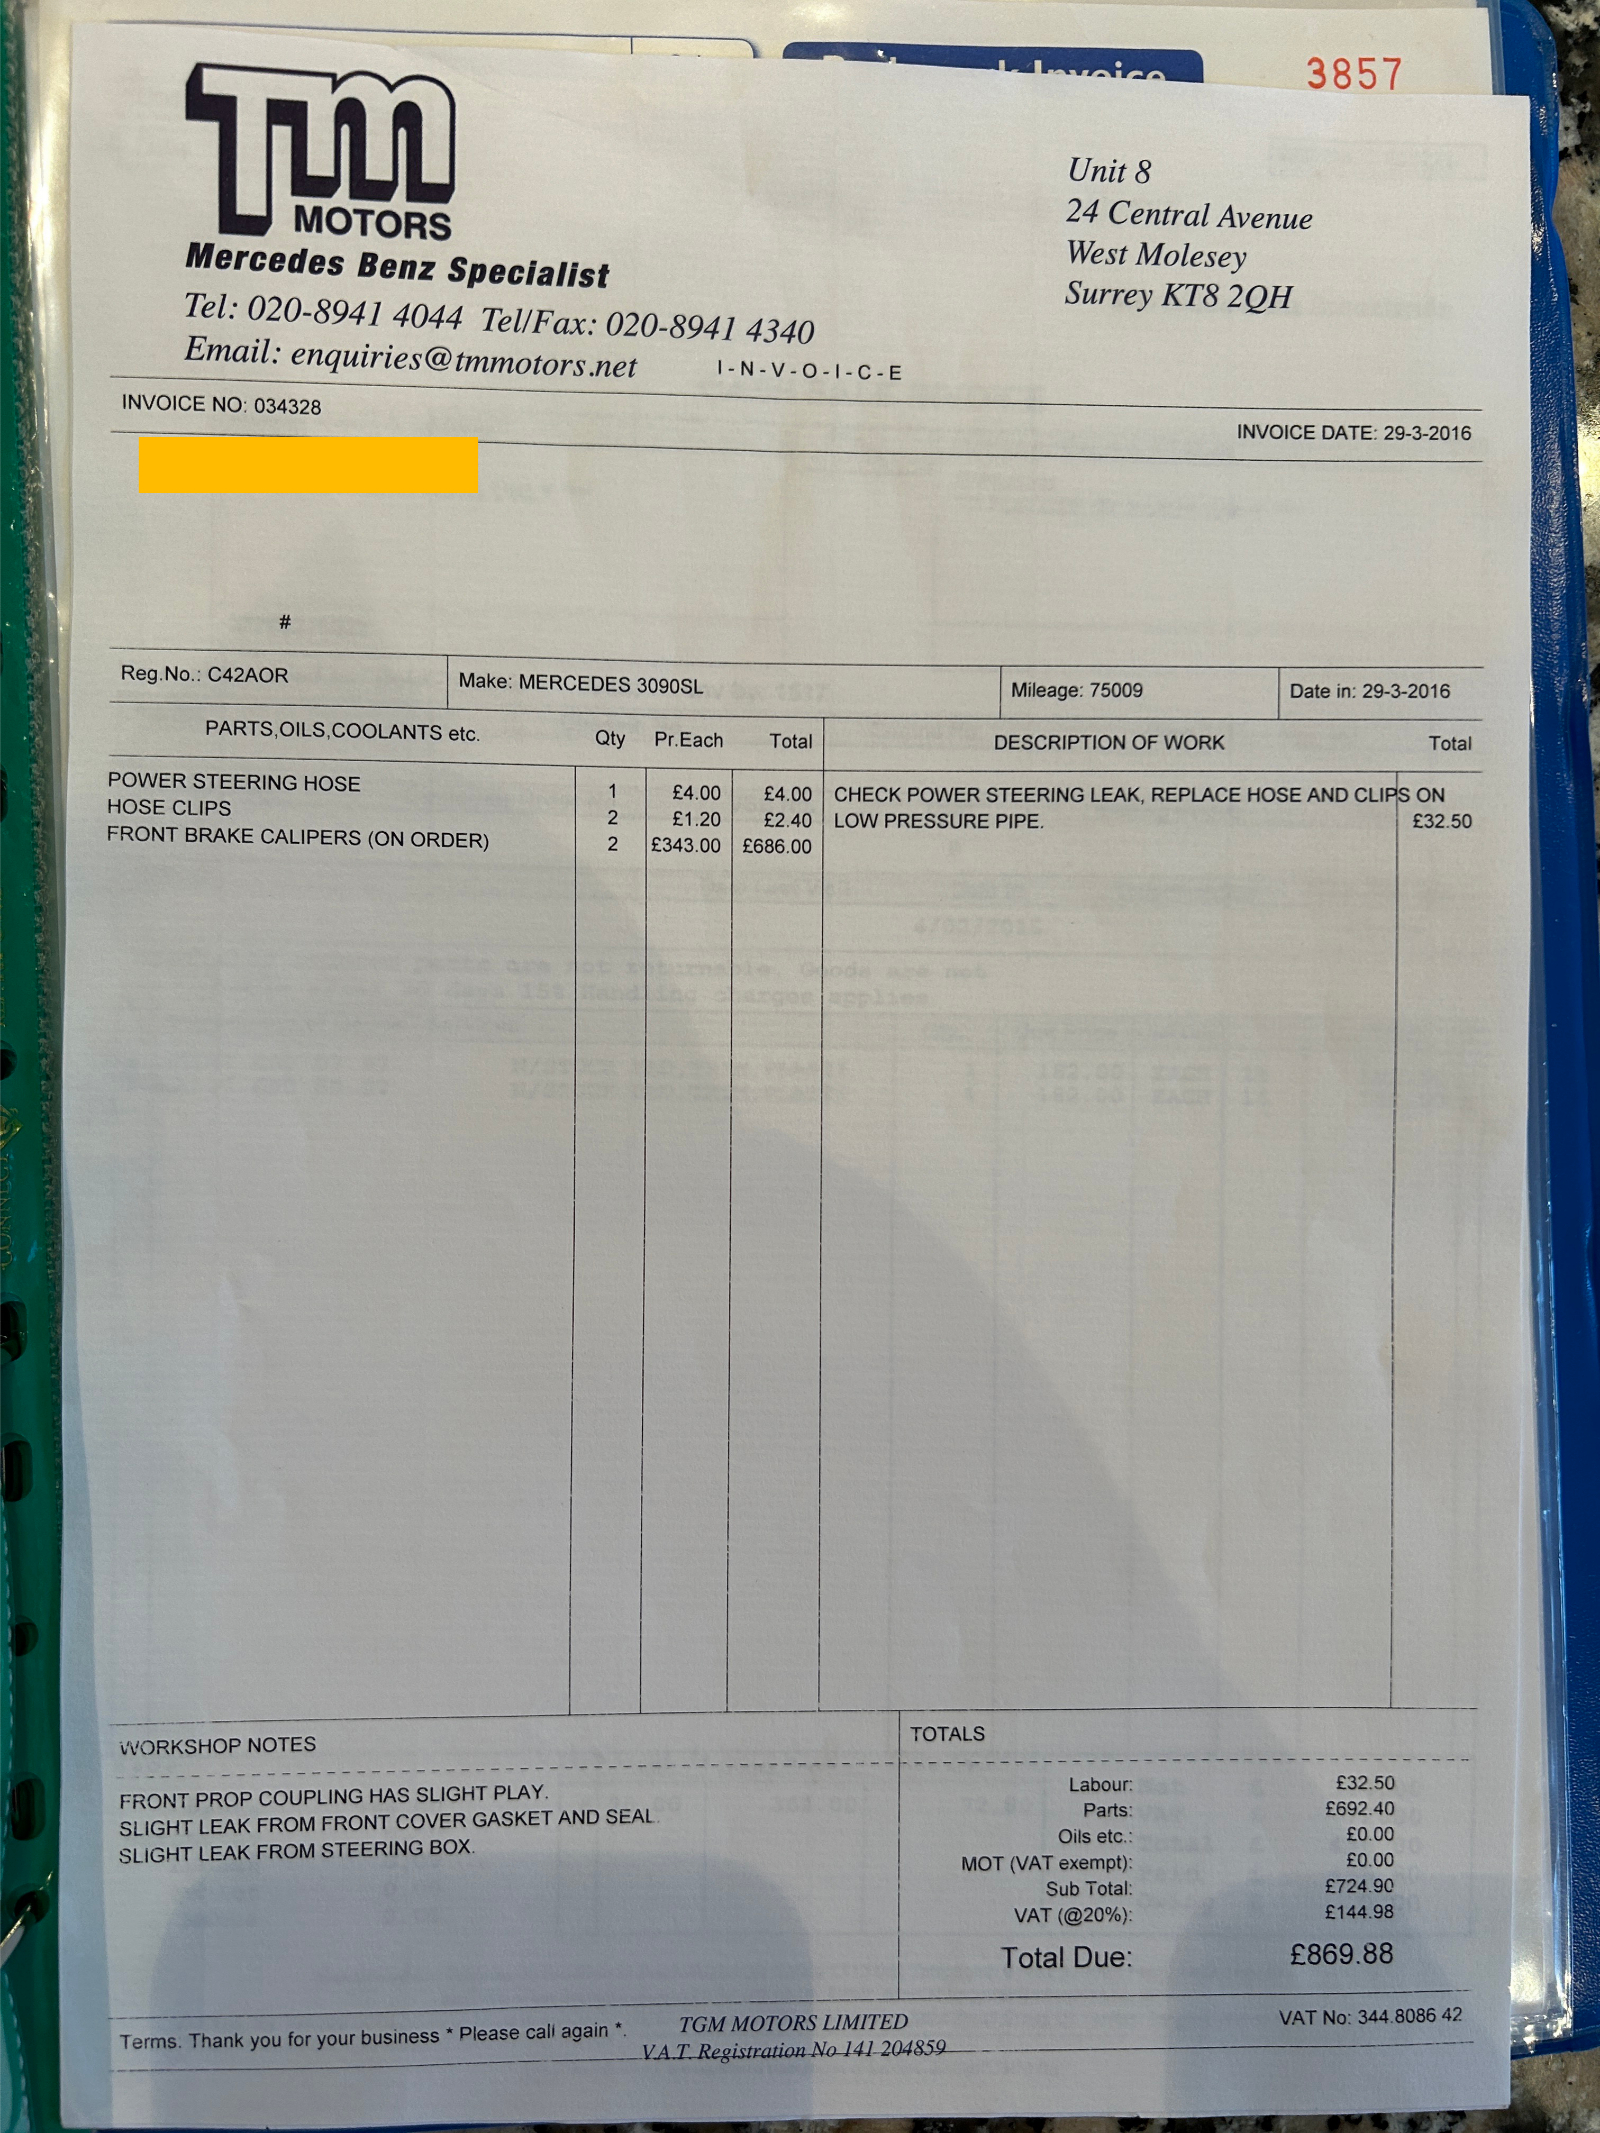 3857
TM
MOTORS
Mercedes Benz Specialist
Tel: 020-8941 4044 Tel/Fax: 020-8941 4340
Email: enquiries@tmmotors.net
Unit 8
24 Central Avenue
West Molesey
Surrey KT8 2QH
I-N-V-O-I-C-E
INVOICE NO: 034328
INVOICE DATE: 29-3-2016
#
Reg.No.: C42AOR Make: MERCEDES 3090SL Mileage: 75009 Date in: 29-3-2016
PARTS,OILS,COOLANTS etc. Qty Pr.Each Total DESCRIPTION OF WORK Total
POWER STEERING HOSE 1 £4.00 £4.00 CHECK POWER STEERING LEAK, REPLACE HOSE AND CLIPS ON
HOSE CLIPS 2 £1.20 £2.40 LOW PRESSURE PIPE. £32.50
FRONT BRAKE CALIPERS (ON ORDER) 2 £343.00 £686.00
WORKSHOP NOTES
FRONT PROP COUPLING HAS SLIGHT PLAY.
SLIGHT LEAK FROM FRONT COVER GASKET AND SEAL.
SLIGHT LEAK FROM STEERING BOX.
TOTALS
Labour: £32.50
Parts: £692.40
Oils etc.: £0.00
MOT (VAT exempt): £0.00
Sub Total: £724.90
VAT (@20%): £144.98
Total Due: £869.88
Terms. Thank you for your business * Please call again *.
TGM MOTORS LIMITED
V.A.T. Registration No 141 204859
VAT No: 344.8086 42